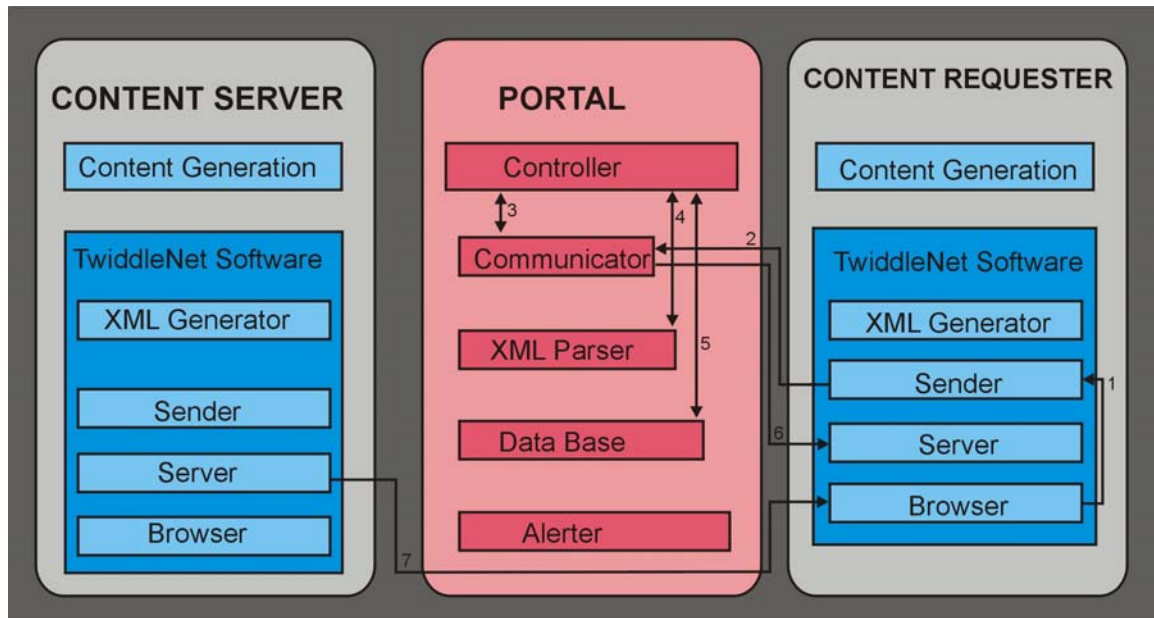 CONTENT SERVER
Content Generation
TwiddleNet Software
XML Generator
Sender
Server
Browser
PORTAL
Controller
3
4
Communicator
XML Parser
5
Data Base
Alerter
2
6
7
CONTENT REQUESTER
Content Generation
TwiddleNet Software
XML Generator
Sender
1
Server
Browser